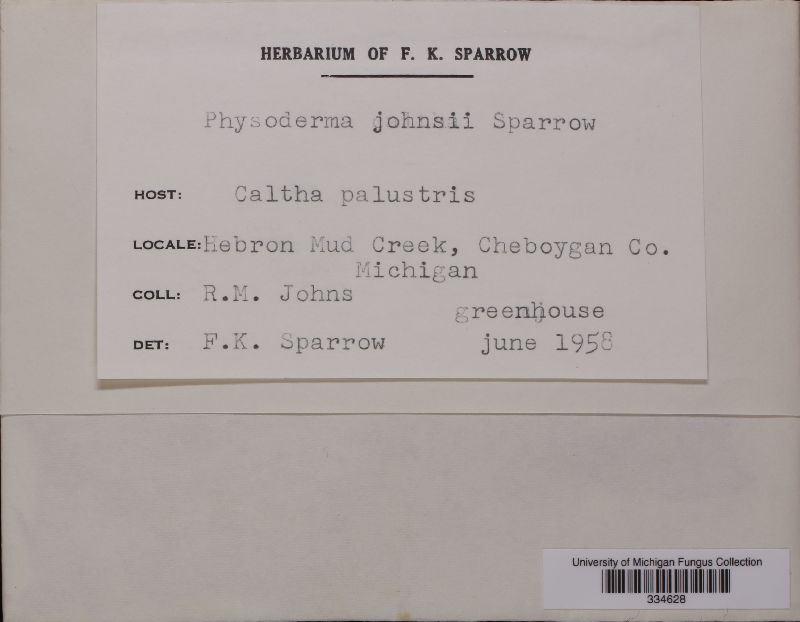 HERBARIUM OF F. K. SPARROW
Physoderma johnsii Sparrow
HOST: Caltha palustris
LOCALE: Hebron Mud Creek, Cheboygan Co.
Michigan
COLL: R.M. Johns
greenhouse
DET: F.K. Sparrow june 1958
University of Michigan Fungus Collection
334628